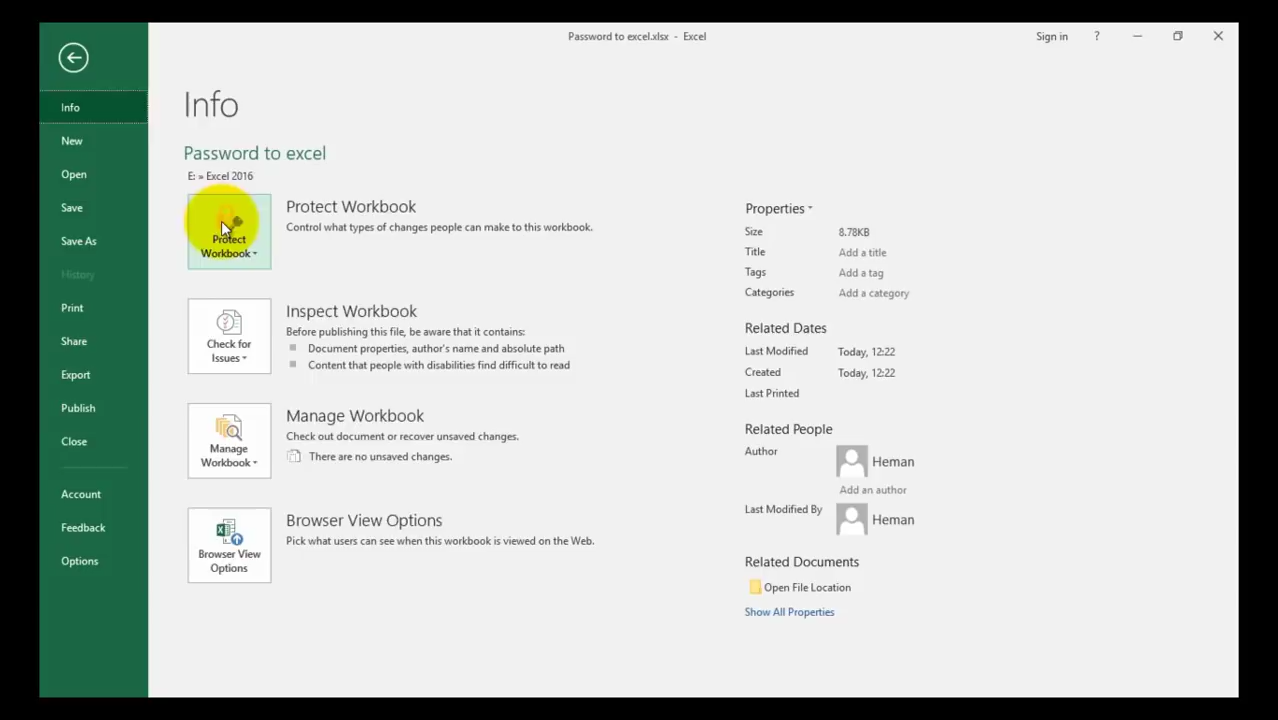 Password to excel.xlsx - Excel
Sign in ?
Info
New
Open
Save
Save As
History
Print
Share
Export
Publish
Close
Account
Feedback
Options
Info
Password to excel
E: » Excel 2016
Protect
Workbook
Protect Workbook
Control what types of changes people can make to this workbook.
Check for
Issues
Inspect Workbook
Before publishing this file, be aware that it contains:
Document properties, author's name and absolute path
Content that people with disabilities find difficult to read
Manage
Workbook
Manage Workbook
Check out document or recover unsaved changes.
There are no unsaved changes.
Browser View
Options
Browser View Options
Pick what users can see when this workbook is viewed on the Web.
Properties
Size 8.78KB
Title Add a title
Tags Add a tag
Categories Add a category
Related Dates
Last Modified Today, 12:22
Created Today, 12:22
Last Printed
Related People
Author Heman
Add an author
Last Modified By Heman
Related Documents
Open File Location
Show All Properties